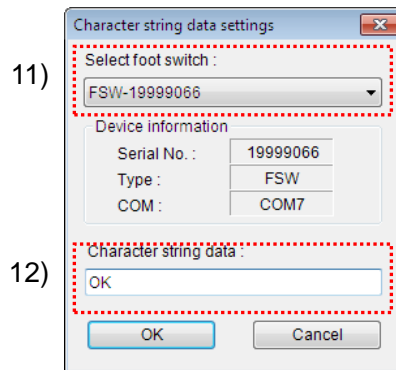 Character string data settings
11)
Select foot switch :
FSW-19999066
Device information
Serial No. : 19999066
Type : FSW
COM : COM7
12)
Character string data :
OK
OK Cancel